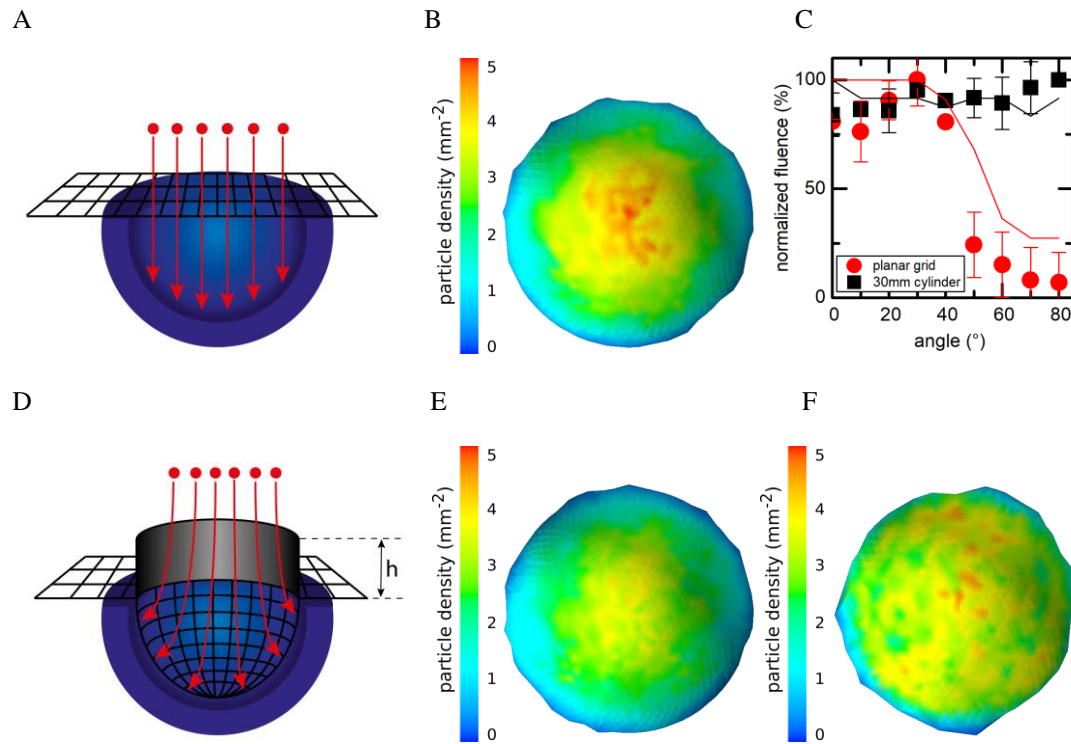 A
B
C
particle density (mm-2)
5
4
3
2
1
0
normalized fluence (%)
100
50
0
planar grid
30mm cylinder
0 20 40 60 80
angle (°)
D
E
F
h
particle density (mm-2)
5
4
3
2
1
0
particle density (mm-2)
5
4
3
2
1
0